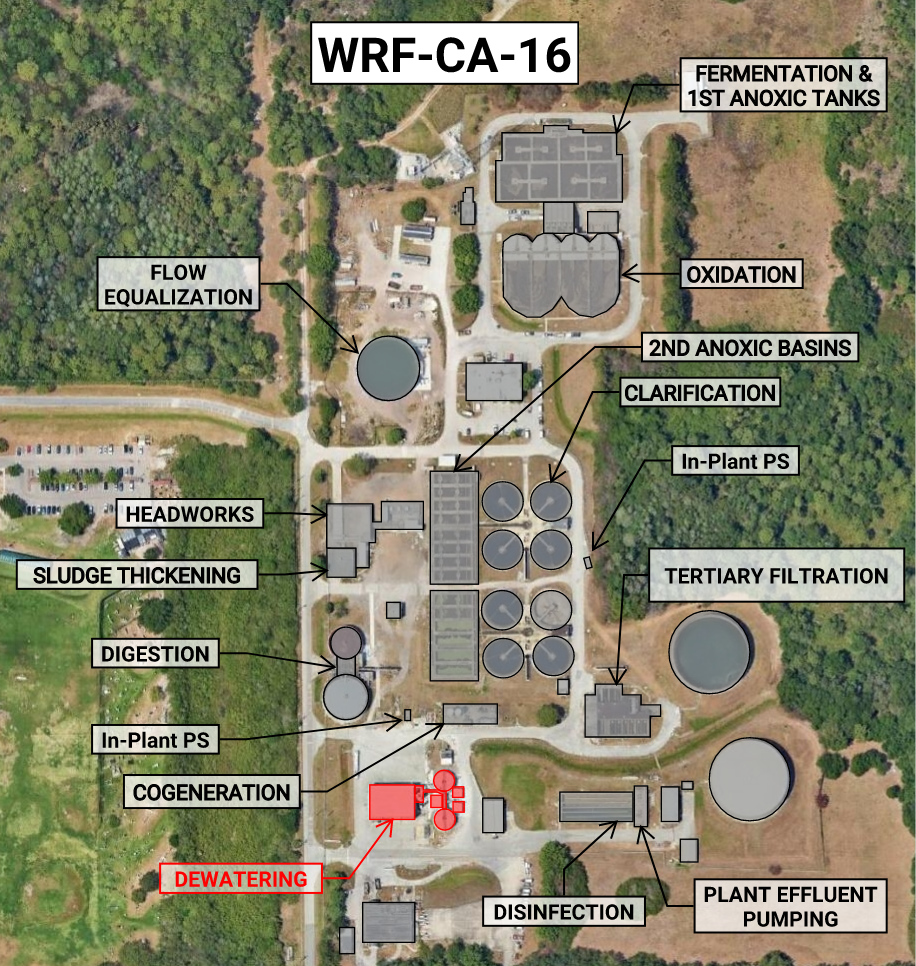 WRF-CA-16
FERMENTATION &
1ST ANOXIC TANKS
FLOW
EQUALIZATION
OXIDATION
2ND ANOXIC BASINS
CLARIFICATION
In-Plant PS
HEADWORKS
SLUDGE THICKENING
TERTIARY FILTRATION
DIGESTION
In-Plant PS
COGENERATION
DEWATERING
DISINFECTION
PLANT EFFLUENT
PUMPING